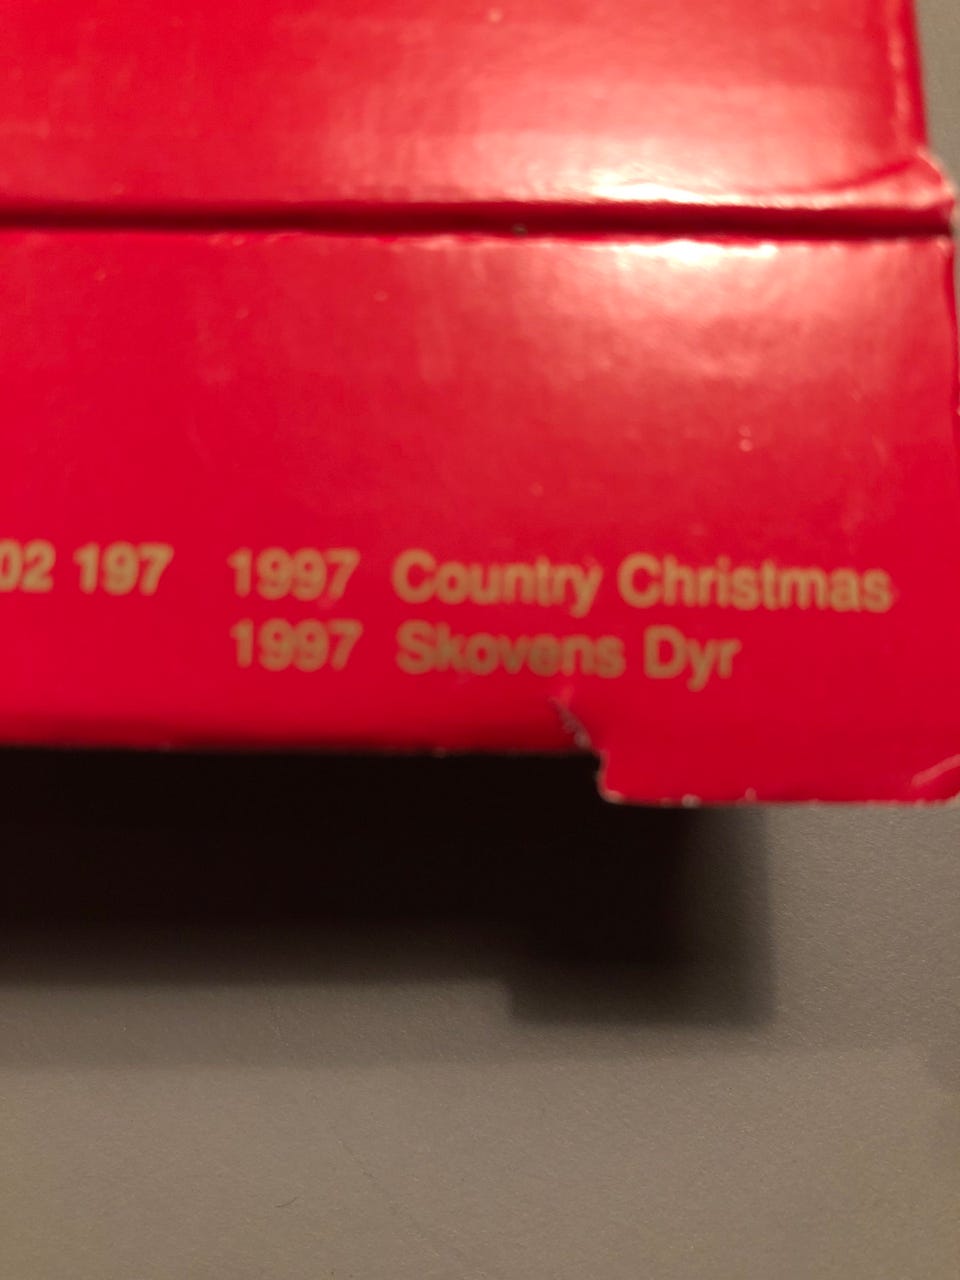 02 197 1997 Country Christmas
1997 Skovens Dyr